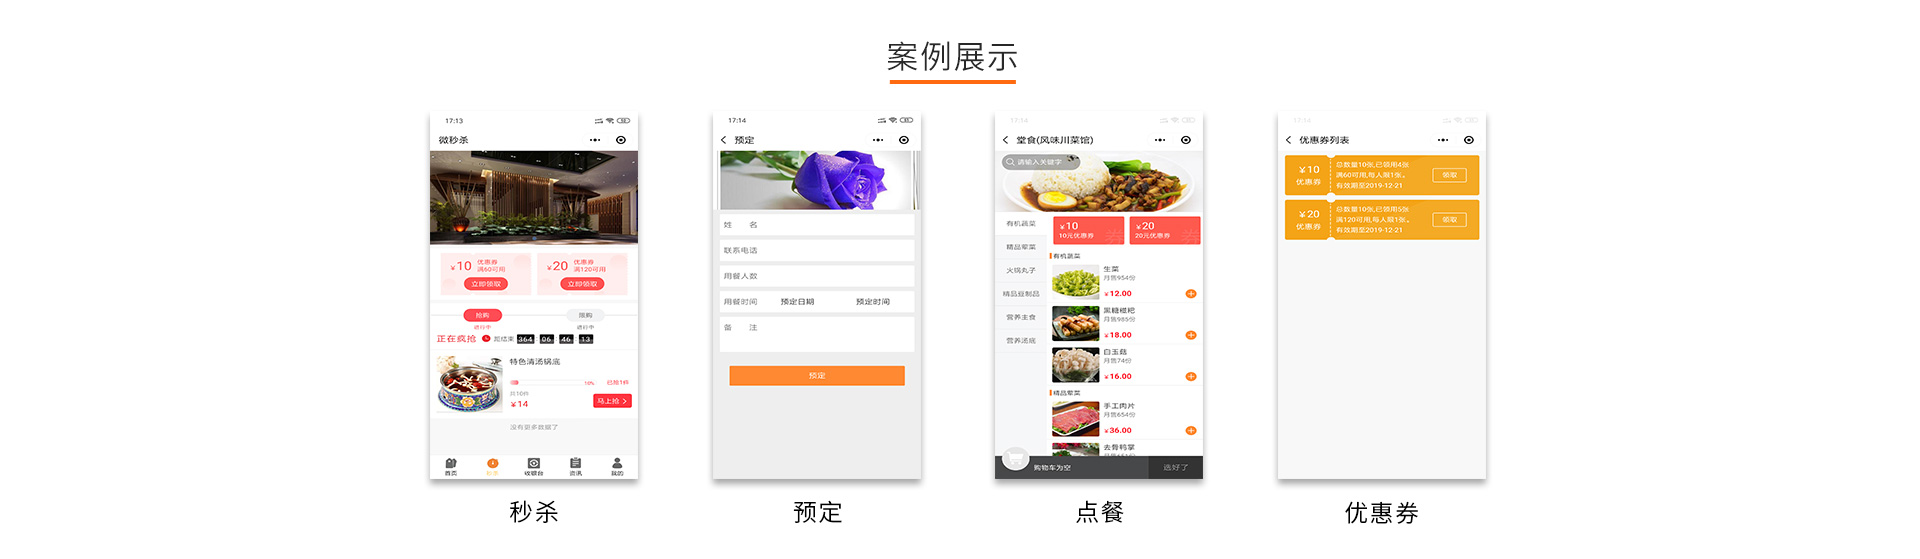 案例展示
17:13
微秒杀
¥10 优惠券
满60可用
立即领取
¥20 优惠券
满120可用
立即领取
抢购
进行中
限购
进行中
正在疯抢 距结束 364 06 46 13
特色清汤锅底
10% 已抢1件
共10件
¥14
马上抢 >
没有更多数据了
首页
秒杀
收银台
资讯
我的
秒杀
17:14
预定
姓 名
联系电话
用餐人数
用餐时间 预定日期 预定时间
备 注
预定
预定
17:14
堂食(风味川菜馆)
请输入关键字
有机蔬菜
精品荤菜
火锅丸子
精品豆制品
营养主食
营养汤底
¥10
10元优惠券
券
¥20
20元优惠券
券
有机蔬菜
生菜
月售954份
¥12.00
黑糖糍粑
月售985份
¥18.00
白玉菇
月售74份
¥16.00
精品荤菜
手工肉片
月售654份
¥36.00
去骨鸭掌
购物车为空
选好了
点餐
17:14
优惠券列表
¥10
优惠券
总数量10张,已领用4张
满60可用,每人限1张。
有效期至2019-12-21
领取
¥20
优惠券
总数量10张,已领用5张
满120可用,每人限1张。
有效期至2019-12-21
领取
优惠券